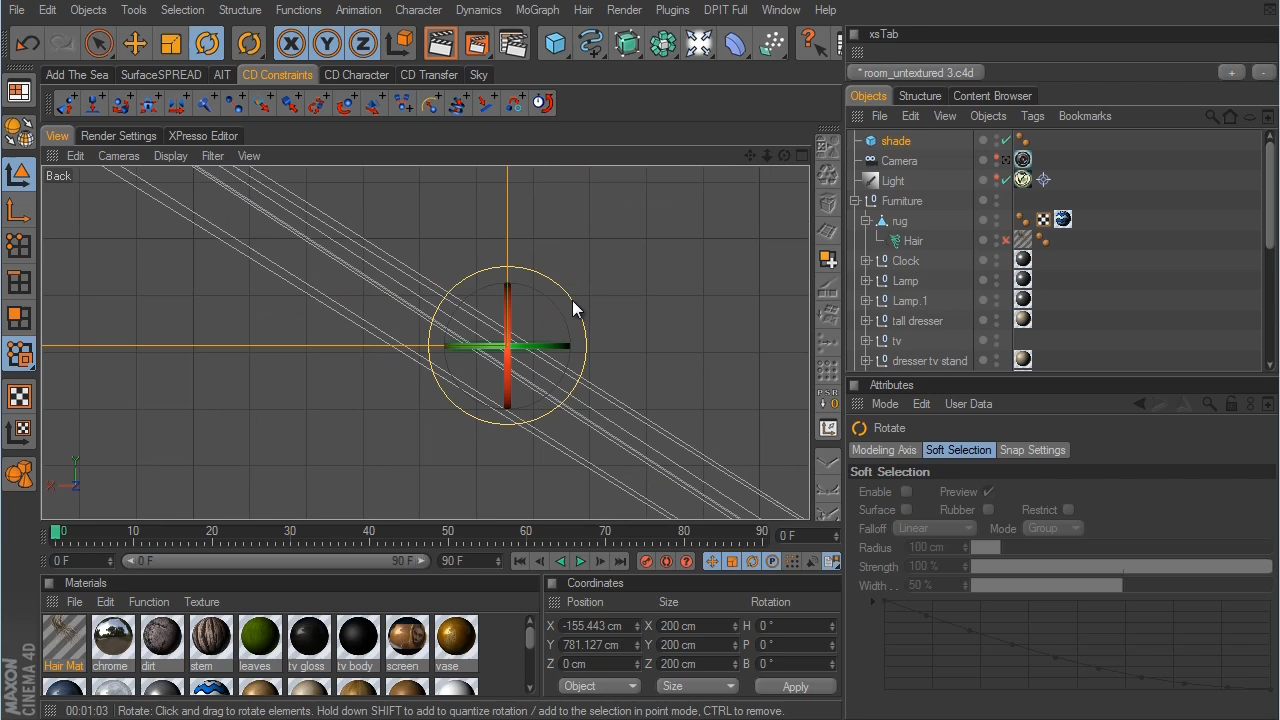 File Edit Objects Tools Selection Structure Functions Animation Character Dynamics MoGraph Hair Render Plugins DPIT Full Window Help
xsTab
* room_untextured 3.c4d + -
Add The Sea SurfaceSPREAD AIT CD Constraints CD Character CD Transfer Sky
Objects Structure Content Browser
File Edit View Objects Tags Bookmarks
View Render Settings XPresso Editor
Edit Cameras Display Filter View
Back
shade
Camera
Light
Furniture
rug
Hair
Clock
Lamp
Lamp.1
tall dresser
tv
dresser tv stand
Y
X Z
PSR
0
Attributes
Mode Edit User Data
Rotate
Modeling Axis Soft Selection Snap Settings
Soft Selection
Enable Preview
Surface Rubber Restrict
Falloff Linear Mode Group
Radius 100 cm
Strength 100 %
Width . . 50 %
0 10 20 30 40 50 60 70 80 90 0 F
0 F 0 F 90 F 90 F
Materials
File Edit Function Texture
Hair Mat chrome dirt stem leaves tv gloss tv body screen vase
Coordinates
Position Size Rotation
X -155.443 cm X 200 cm H 0 °
Y 781.127 cm Y 200 cm P 0 °
Z 0 cm Z 200 cm B 0 °
Object Size Apply
MAXON
CINEMA 4D
00:01:03 Rotate: Click and drag to rotate elements. Hold down SHIFT to add to quantize rotation / add to the selection in point mode, CTRL to remove.